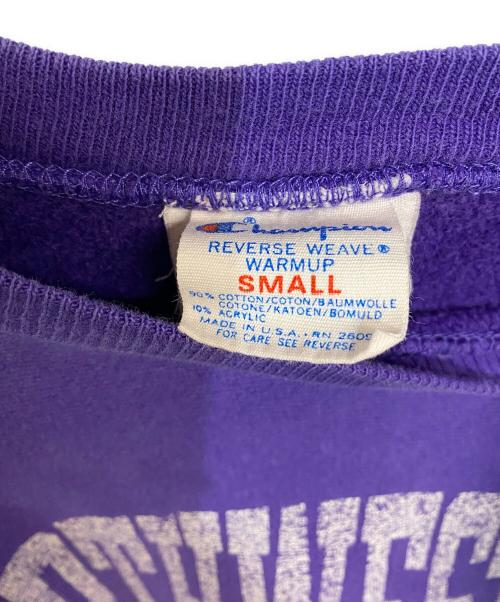 Champion
REVERSE WEAVE®
WARMUP
SMALL
90% COTTON/COTON/BAUMWOLLE
COTONE/KATOEN/BOMULD
10% ACRYLIC
MADE IN U.S.A. · RN 26094
FOR CARE SEE REVERSE